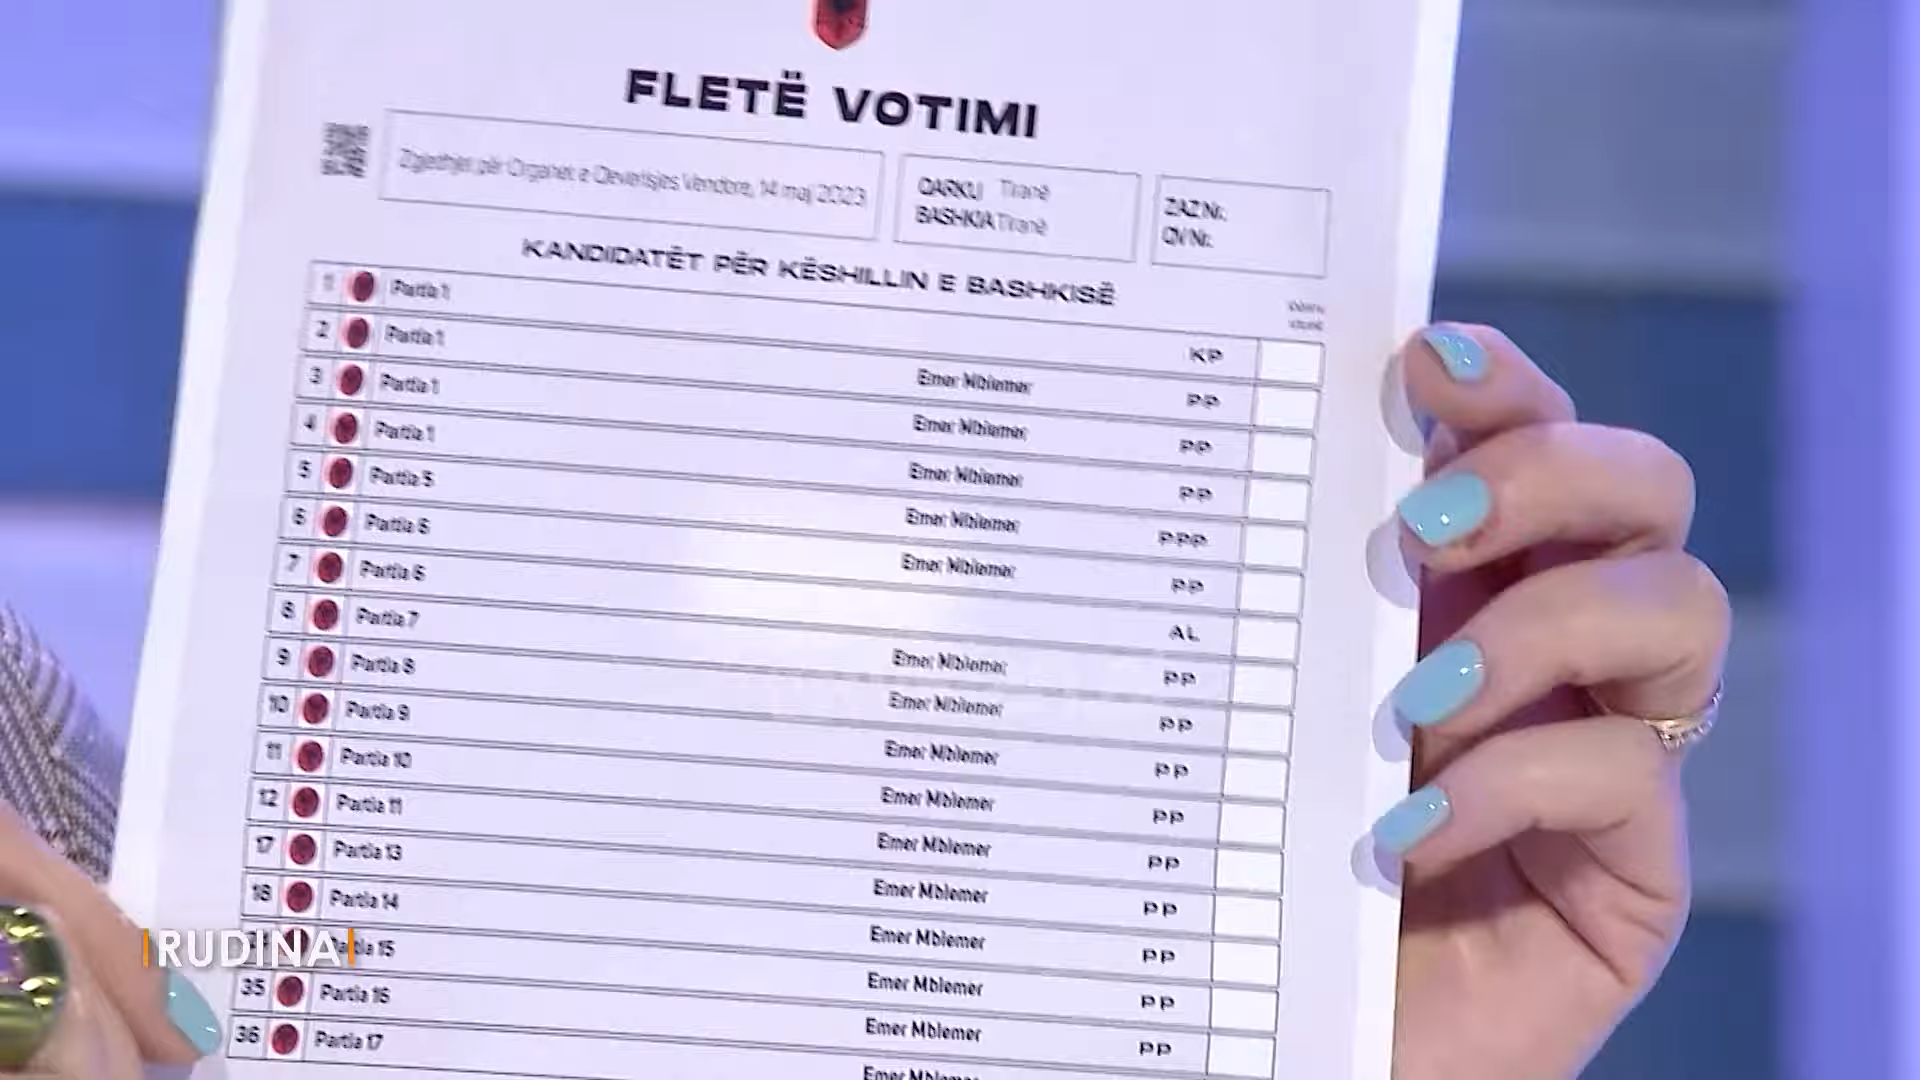 FLETË VOTIMI
Zgjedhjet për Organet e Qeverisjes Vendore, 14 maj 2023
QARKU Tiranë
BASHKIA Tiranë
ZAZ Nr.
QV Nr.
KANDIDATËT PËR KËSHILLIN E BASHKISË
1 Partia 1 KP
2 Partia 1 Emer Mbiemer PP
3 Partia 1 Emer Mbiemer PP
4 Partia 1 Emer Mbiemer PP
5 Partia 5 Emer Mbiemer PPP
6 Partia 6 Emer Mbiemer PP
7 Partia 6 AL
8 Partia 7 Emer Mbiemer PP
9 Partia 8 Emer Mbiemer PP
10 Partia 9 Emer Mbiemer PP
11 Partia 10 Emer Mbiemer PP
12 Partia 11 Emer Mbiemer PP
17 Partia 13 Emer Mbiemer PP
18 Partia 14 Emer Mbiemer PP
Partia 15 Emer Mbiemer PP
35 Partia 16 Emer Mbiemer PP
36 Partia 17 Emer Mbiemer
RUDINA